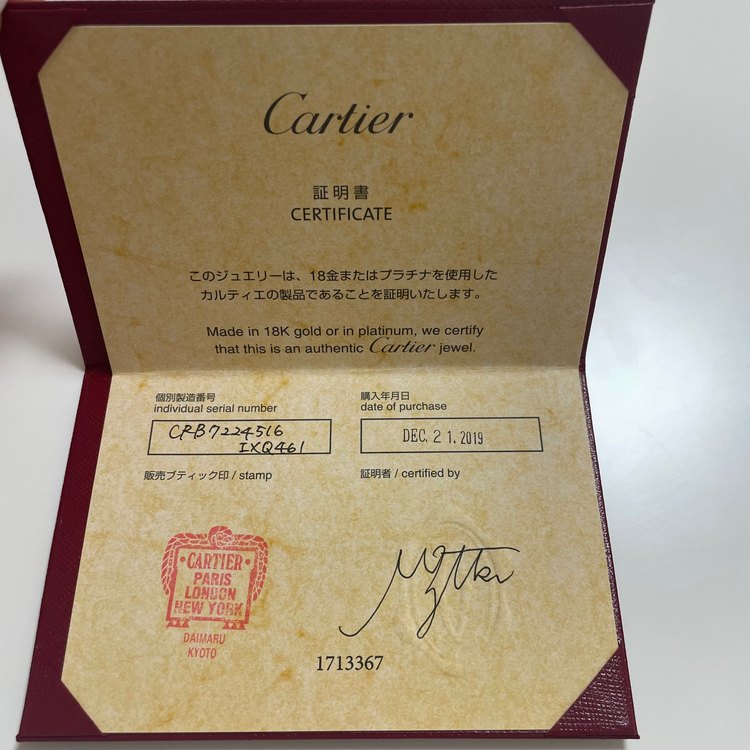 Cartier
証明書
CERTIFICATE
このジュエリーは、18金またはプラチナを使用した
カルティエの製品であることを証明いたします。
Made in 18K gold or in platinum, we certify
that this is an authentic Cartier jewel.
個別製造番号
individual serial number
CRB7224516
IXQ461
購入年月日
date of purchase
DEC. 21.2019
販売ブティック印 / stamp
証明者 / certified by
CARTIER
PARIS
LONDON
NEW YORK
DAIMARU
KYOTO
1713367